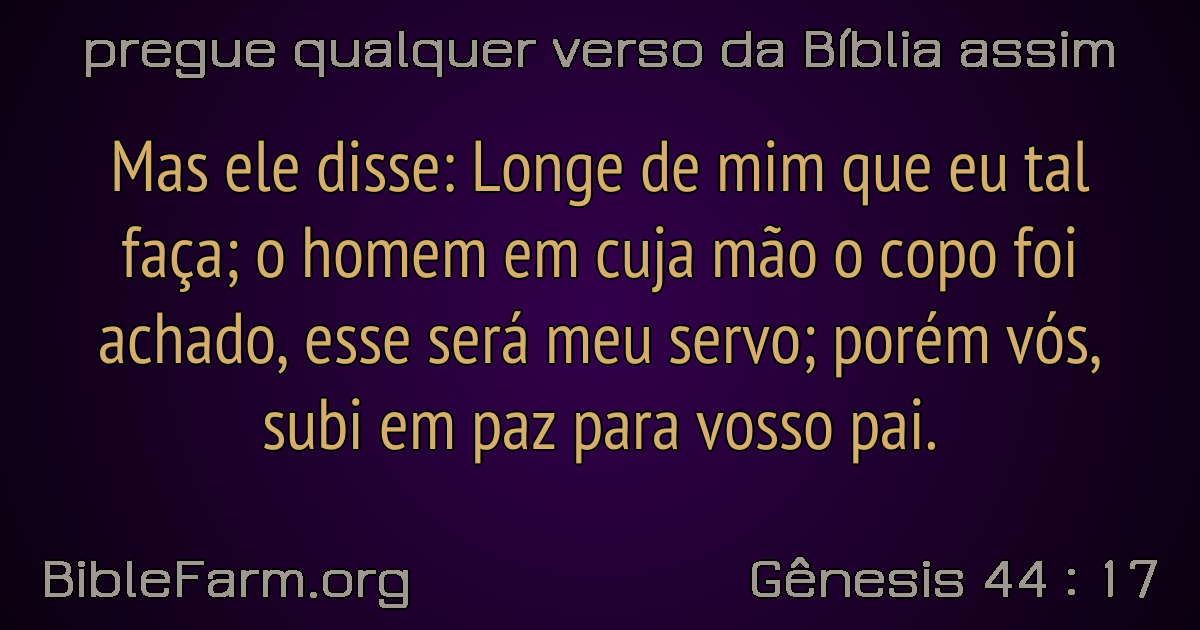 pregue qualquer verso da Bíblia assim
Mas ele disse: Longe de mim que eu tal
faça; o homem em cuja mão o copo foi
achado, esse será meu servo; porém vós,
subi em paz para vosso pai.
BibleFarm.org
Gênesis 44 : 17